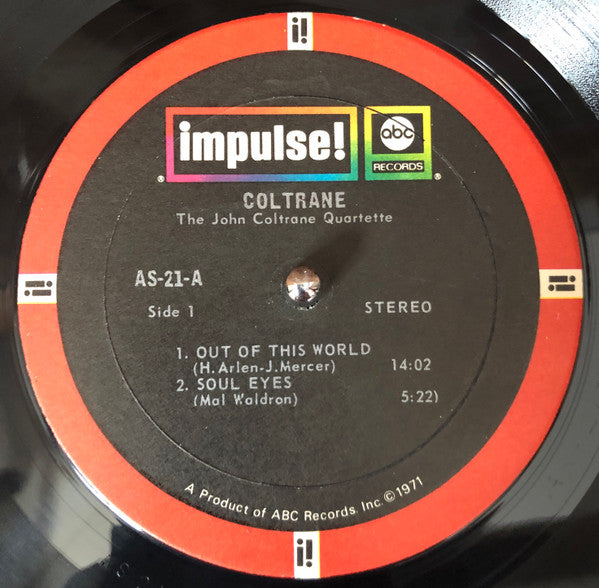 i!
impulse!
abc
RECORDS
®
®
COLTRANE
The John Coltrane Quartette
AS-21-A
Side 1
STEREO
i!
i!
1. OUT OF THIS WORLD
(H. Arlen-J. Mercer) 14:02
2. SOUL EYES
(Mal Waldron) 5:22)
A Product of ABC Records, Inc. © 1971
i!